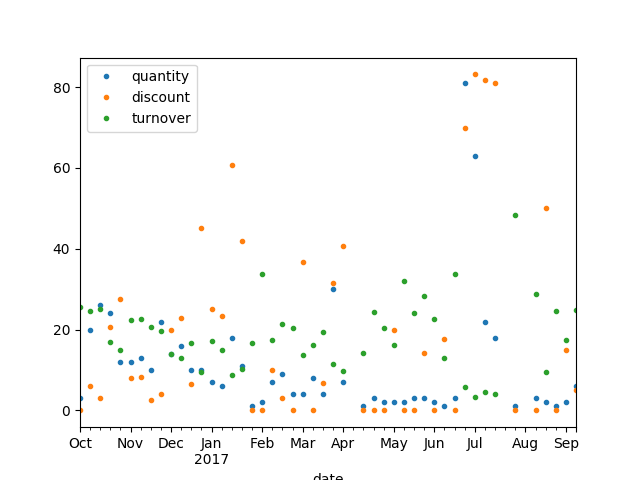 quantity
discount
turnover
80
60
40
20
0
Oct Nov Dec Jan Feb Mar Apr May Jun Jul Aug Sep
2017
date